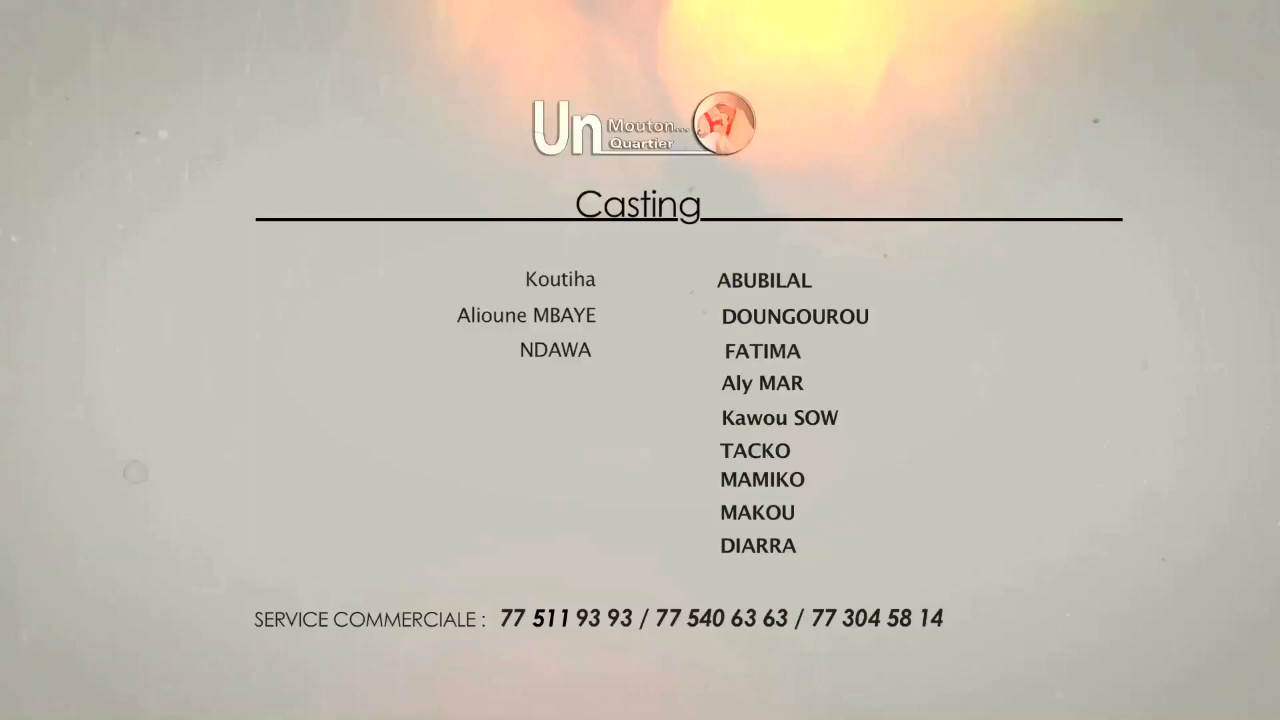 Un Mouton...
Quartier
Casting
Koutiha ABUBILAL
Alioune MBAYE DOUNGOUROU
NDAWA FATIMA
Aly MAR
Kawou SOW
TACKO
MAMIKO
MAKOU
DIARRA
SERVICE COMMERCIALE : 77 511 93 93 / 77 540 63 63 / 77 304 58 14